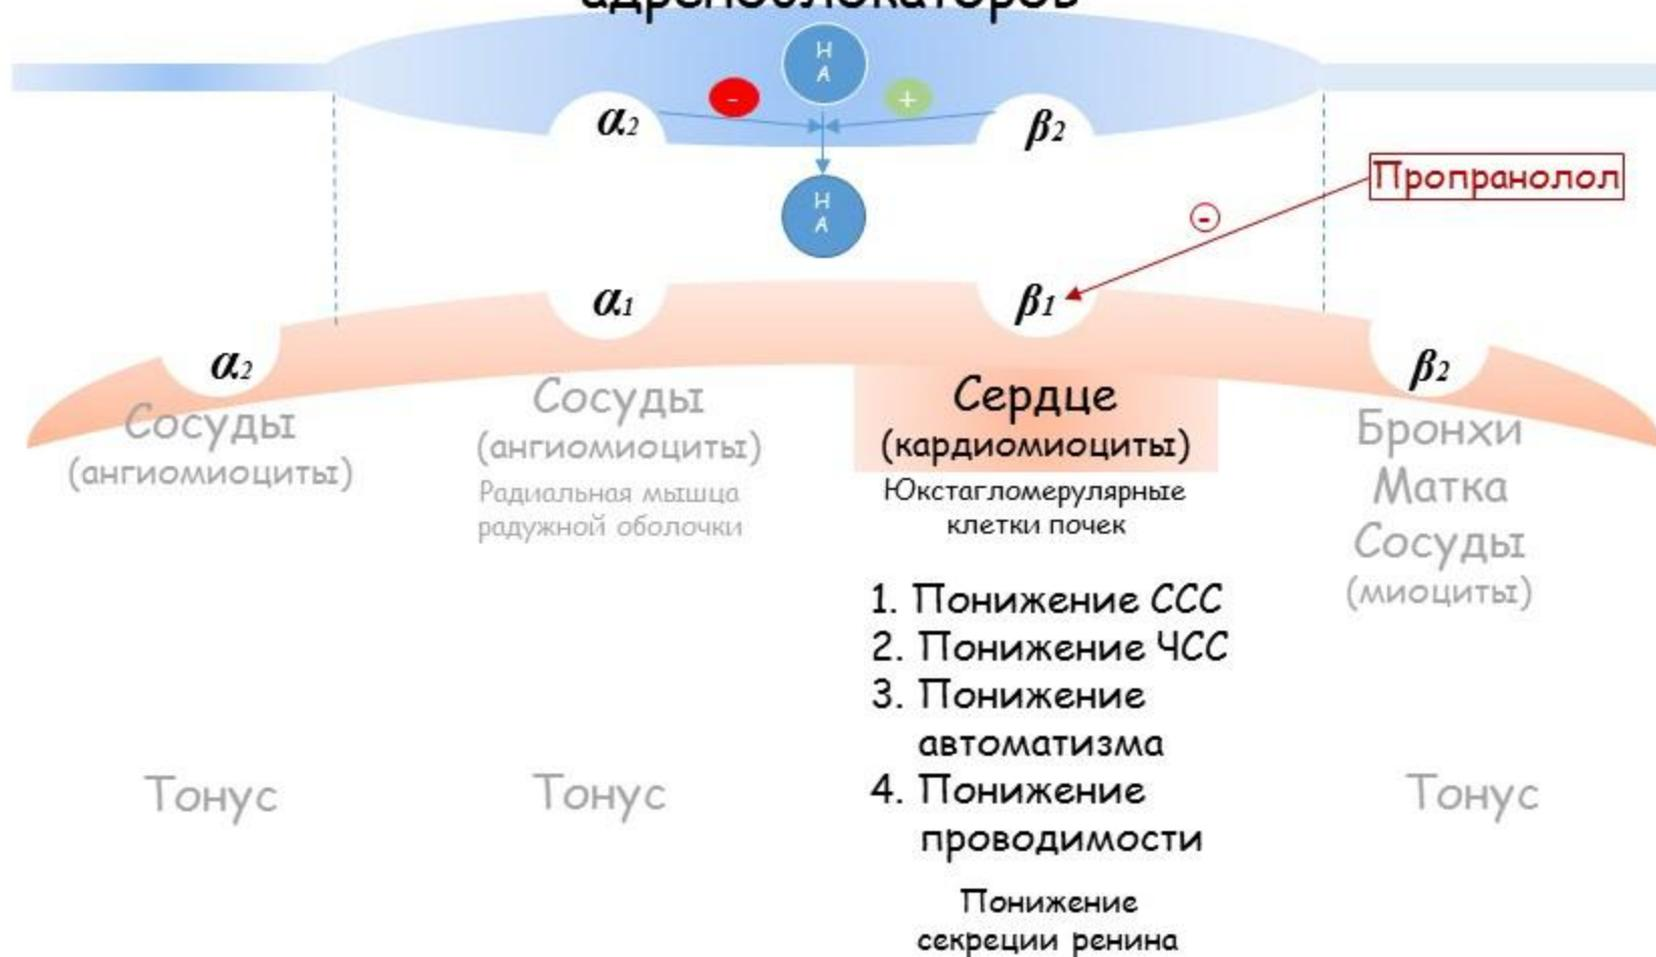 адреноблокаторов
Н
А
-
+
α2
β2
Пропранолол
Н
А
-
α1
β1
α2
β2
Сосуды
(ангиомиоциты)
Сосуды
(ангиомиоциты)
Радиальная мышца
радужной оболочки
Сердце
(кардиомиоциты)
Юкстагломерулярные
клетки почек
Бронхи
Матка
Сосуды
(миоциты)
1. Понижение ССС
2. Понижение ЧСС
3. Понижение
автоматизма
4. Понижение
проводимости
Тонус
Тонус
Тонус
Понижение
секреции ренина